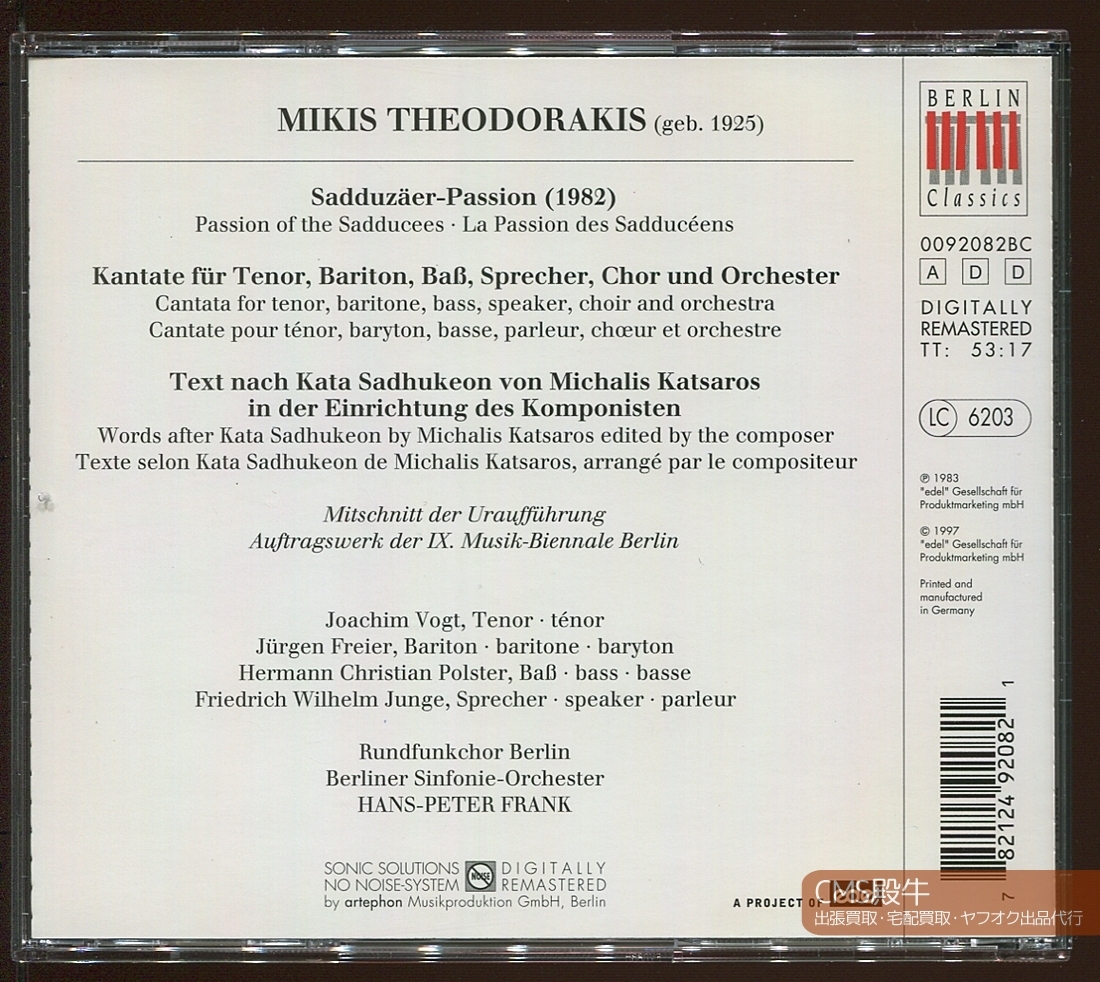 MIKIS THEODORAKIS (geb. 1925)
Sadduzäer-Passion (1982)
Passion of the Sadducees · La Passion des Sadducéens
Kantate für Tenor, Bariton, Baß, Sprecher, Chor und Orchester
Cantata for tenor, baritone, bass, speaker, choir and orchestra
Cantate pour ténor, baryton, basse, parleur, chœur et orchestre
Text nach Kata Sadhukeon von Michalis Katsaros
in der Einrichtung des Komponisten
Words after Kata Sadhukeon by Michalis Katsaros edited by the composer
Texte selon Kata Sadhukeon de Michalis Katsaros, arrangé par le compositeur
Mitschnitt der Uraufführung
Auftragswerk der IX. Musik-Biennale Berlin
Joachim Vogt, Tenor · ténor
Jürgen Freier, Bariton · baritone · baryton
Hermann Christian Polster, Baß · bass · basse
Friedrich Wilhelm Junge, Sprecher · speaker · parleur
Rundfunkchor Berlin
Berliner Sinfonie-Orchester
HANS-PETER FRANK
SONIC SOLUTIONS
NO NOISE-SYSTEM
NOISE
DIGITALLY
REMASTERED
by artephon Musikproduktion GmbH, Berlin
A PROJECT OF
BERLIN
Classics
0092082BC
A D D
DIGITALLY
REMASTERED
TT: 53:17
LC 6203
℗ 1983
"edel" Gesellschaft für
Produktmarketing mbH
© 1997
"edel" Gesellschaft für
Produktmarketing mbH
Printed and
manufactured
in Germany
7 82124 92082 1
CMS殿牛
出張買取･宅配買取･ヤフオク出品代行